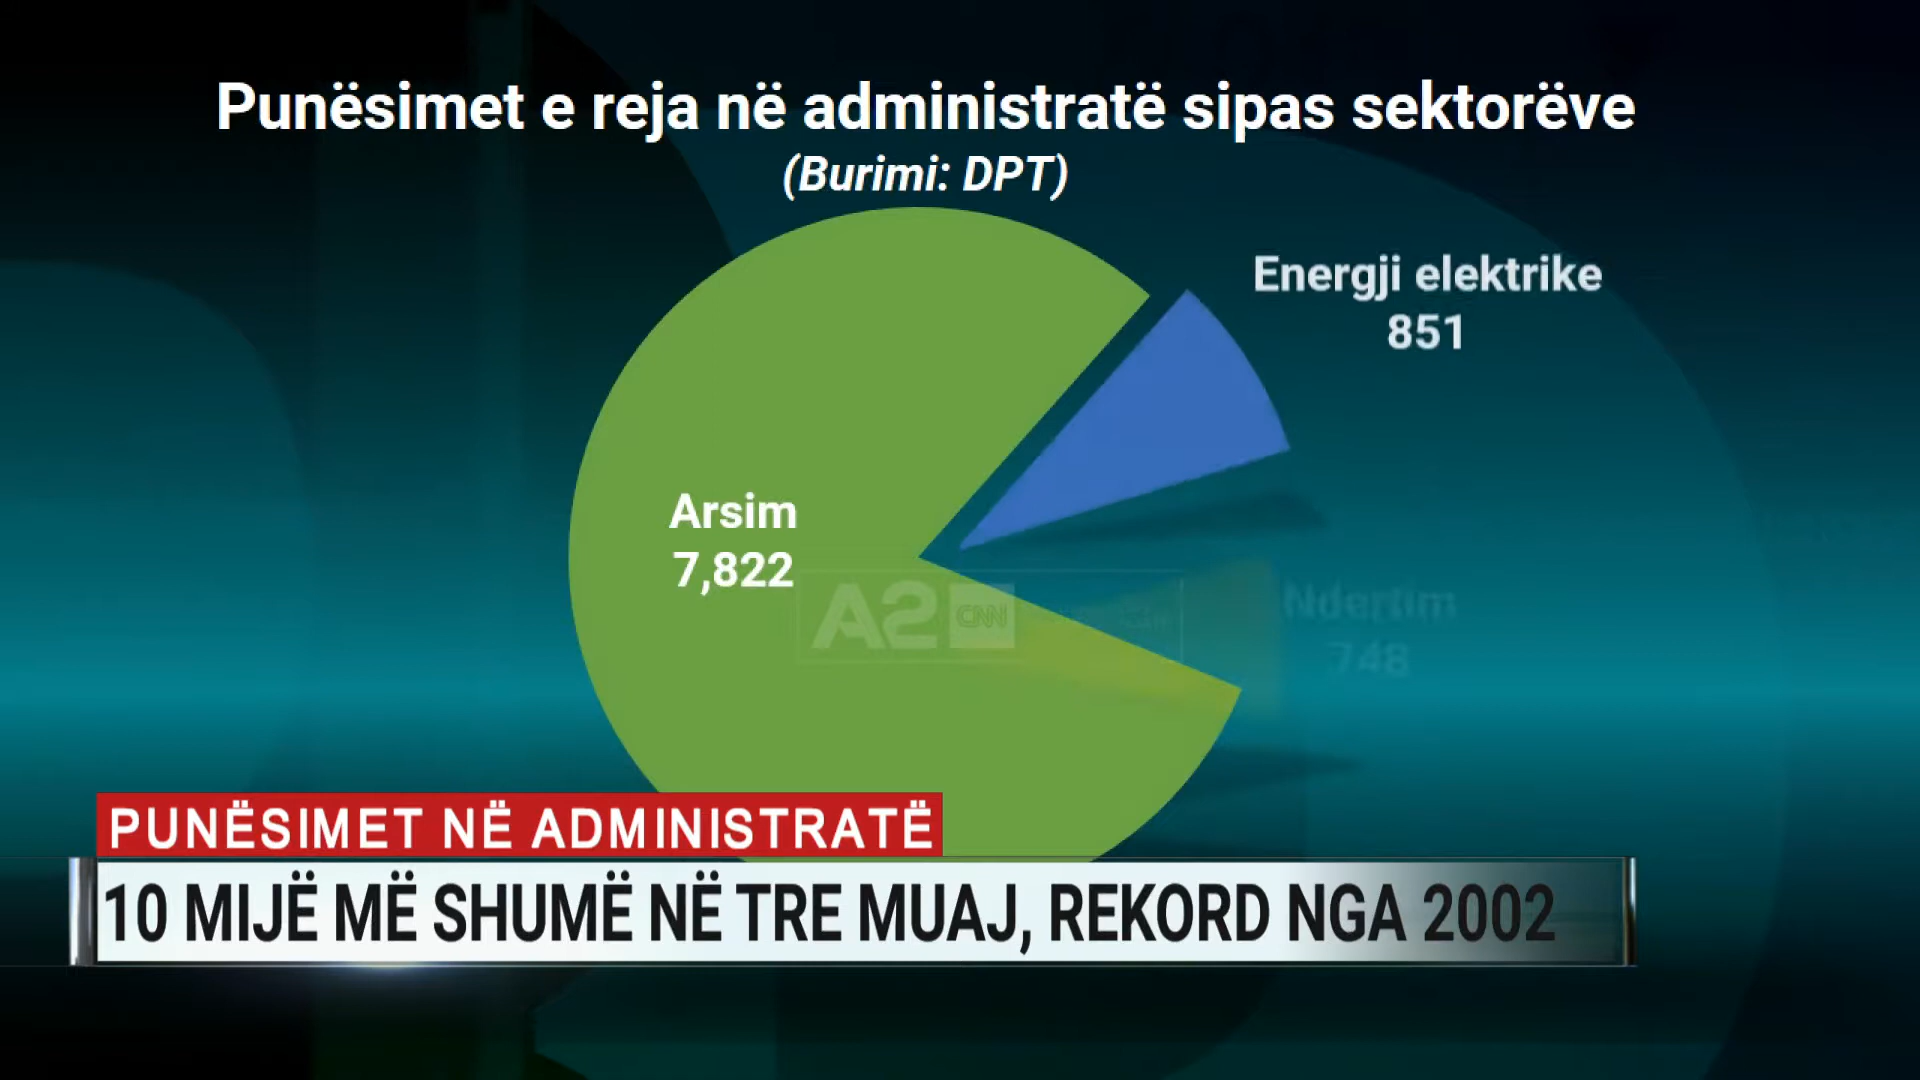 Punësimet e reja në administratë sipas sektorëve
(Burimi: DPT)
Energji elektrike
851
Arsim
7,822
Ndertim
748
A2 CNN
PUNËSIMET NË ADMINISTRATË
10 MIJË MË SHUMË NË TRE MUAJ, REKORD NGA 2002